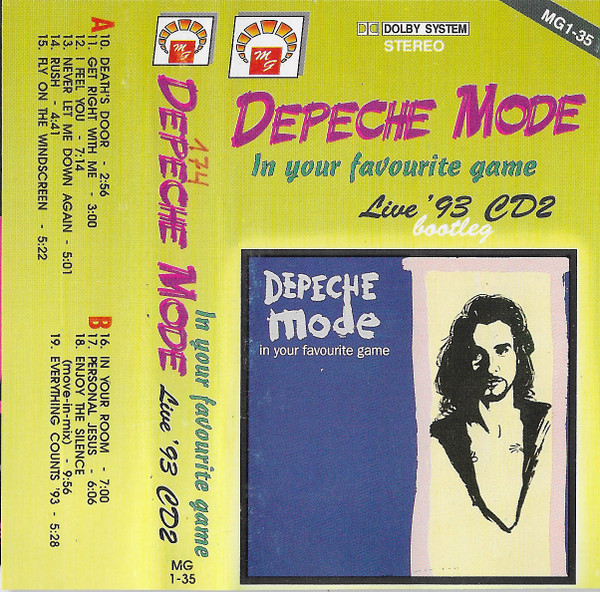 A
10. DEATH'S DOOR - 2:56
11. GET RIGHT WITH ME - 3:00
12. I FEEL YOU - 7:14
13. NEVER LET ME DOWN AGAIN - 5:01
14. RUSH - 4:41
15. FLY ON THE WINDSCREEN - 5:22
B
16. IN YOUR ROOM - 7:00
17. PERSONAL JESUS - 6:06
18. ENJOY THE SILENCE
(move-in-mix) - 9:56
19. EVERYTHING COUNTS '93 - 5:28
MG
174
DEPECHE MODE
In your favourite game
Live '93 CD2
MG
1-35
MG
DOLBY SYSTEM
STEREO
MG1-35
DEPECHE MODE
In your favourite game
Live '93 CD2
bootleg
DEPECHE
mode
in your favourite game